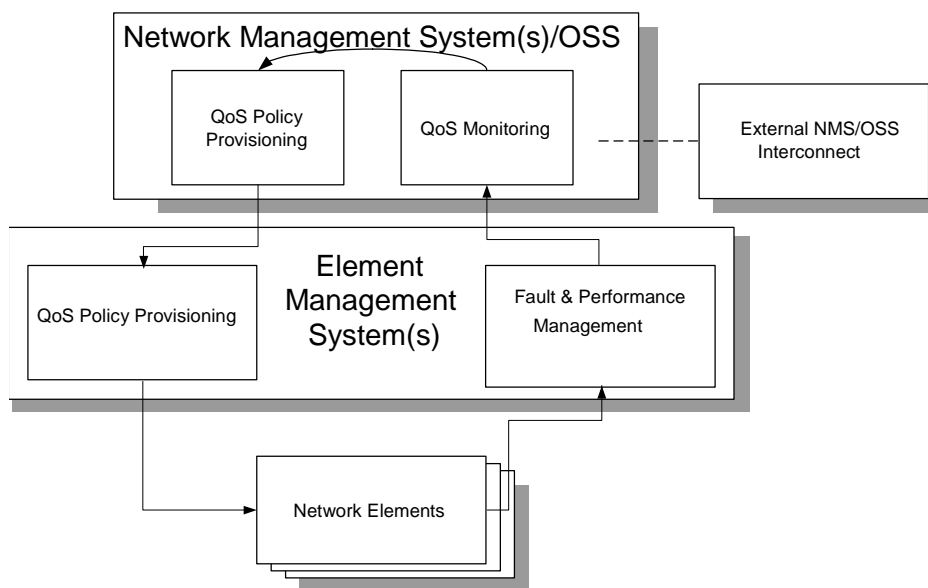 Network Management System(s)/OSS
QoS Policy
Provisioning
QoS Monitoring
External NMS/OSS
Interconnect
QoS Policy Provisioning
Element
Management
System(s)
Fault & Performance
Management
Network Elements